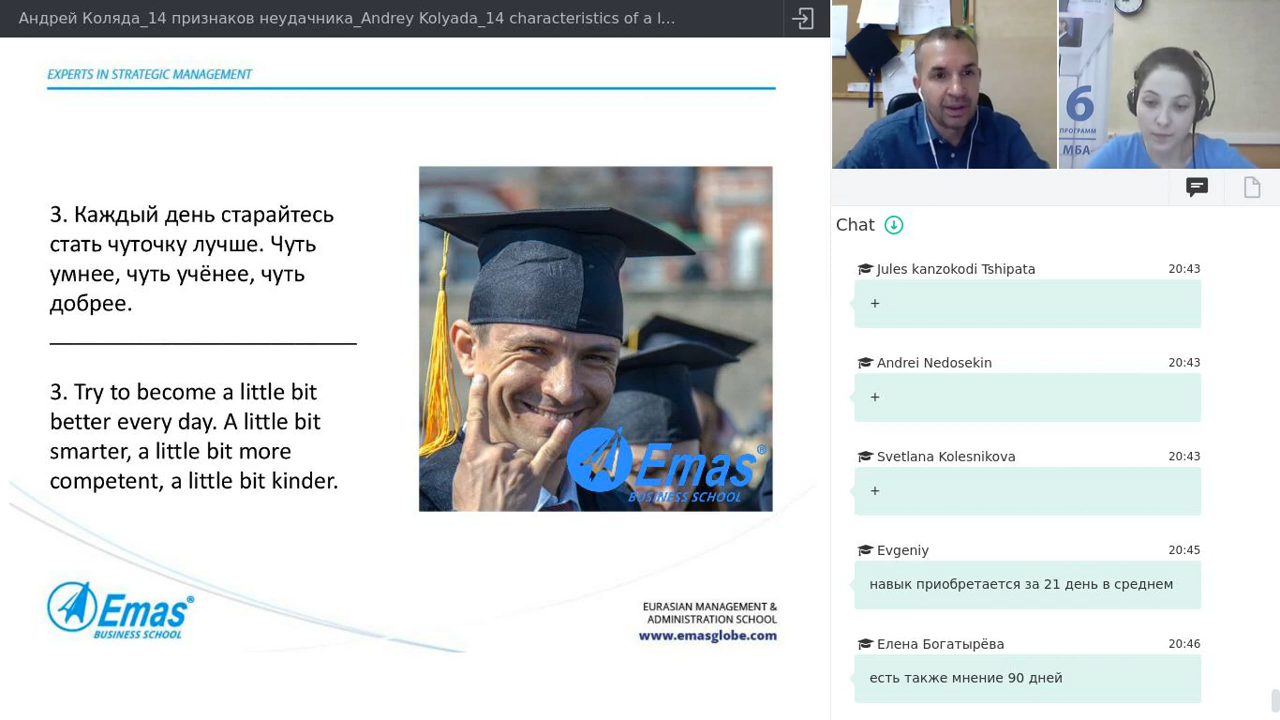 Андрей Коляда_14 признаков неудачника_Andrey Kolyada_14 characteristics of a l...
EXPERTS IN STRATEGIC MANAGEMENT
3. Каждый день старайтесь
стать чуточку лучше. Чуть
умнее, чуть учёнее, чуть
добрее.
3. Try to become a little bit
better every day. A little bit
smarter, a little bit more
competent, a little bit kinder.
Emas®
BUSINESS SCHOOL
Emas®
BUSINESS SCHOOL
EURASIAN MANAGEMENT &
ADMINISTRATION SCHOOL
www.emasglobe.com
6
ПРОГРАММ
МБА
Chat
Jules kanzokodi Tshipata 20:43
+
Andrei Nedosekin 20:43
+
Svetlana Kolesnikova 20:43
+
Evgeniy 20:45
навык приобретается за 21 день в среднем
Елена Богатырёва 20:46
есть также мнение 90 дней